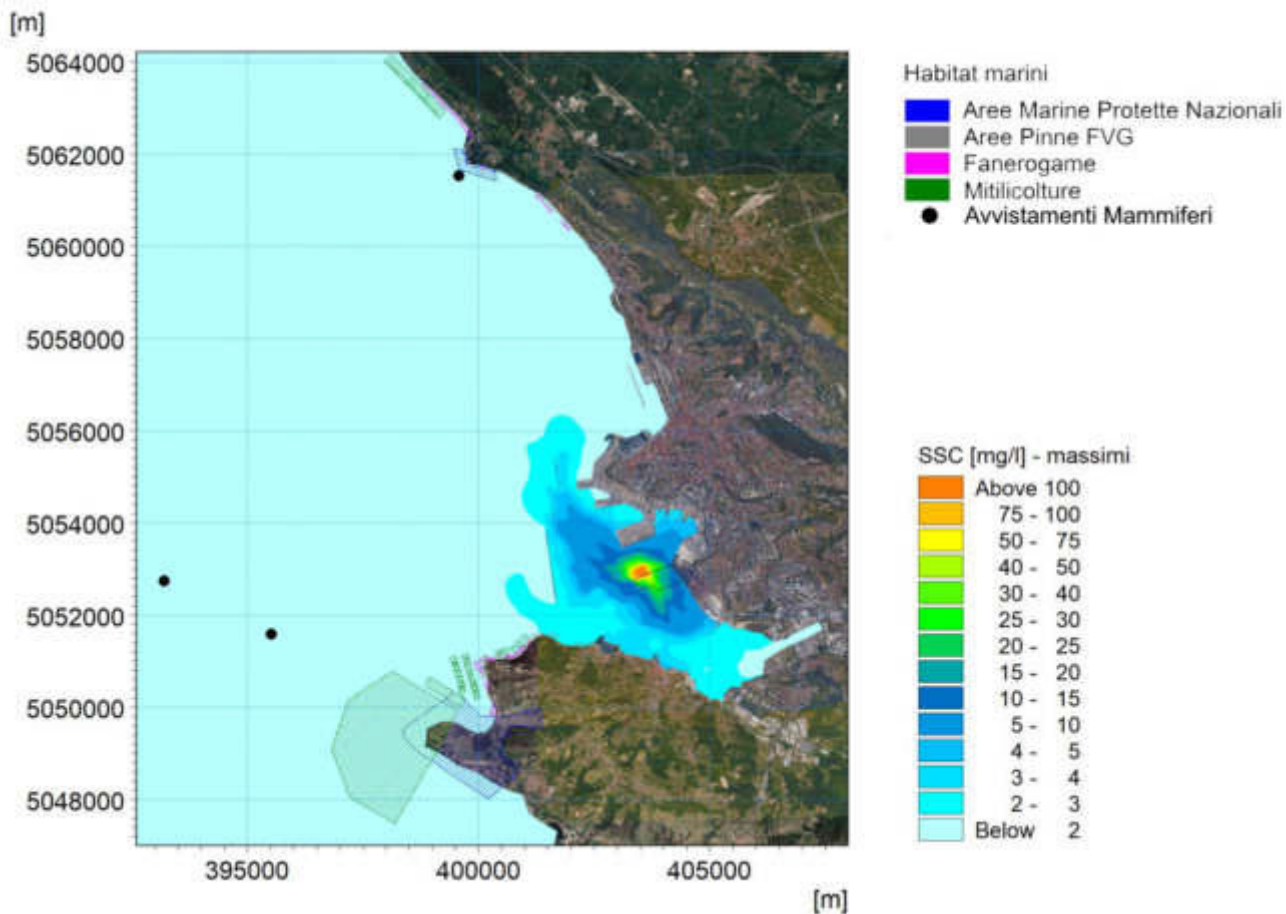 [m]
5064000
5062000
5060000
5058000
5056000
5054000
5052000
5050000
5048000
395000
400000
405000
[m]
Habitat marini
Aree Marine Protette Nazionali
Aree Pinne FVG
Fanerogame
Mitilicolture
Avvistamenti Mammiferi
SSC [mg/l] - massimi
Above 100
75 - 100
50 - 75
40 - 50
30 - 40
25 - 30
20 - 25
15 - 20
10 - 15
5 - 10
4 - 5
3 - 4
2 - 3
Below 2